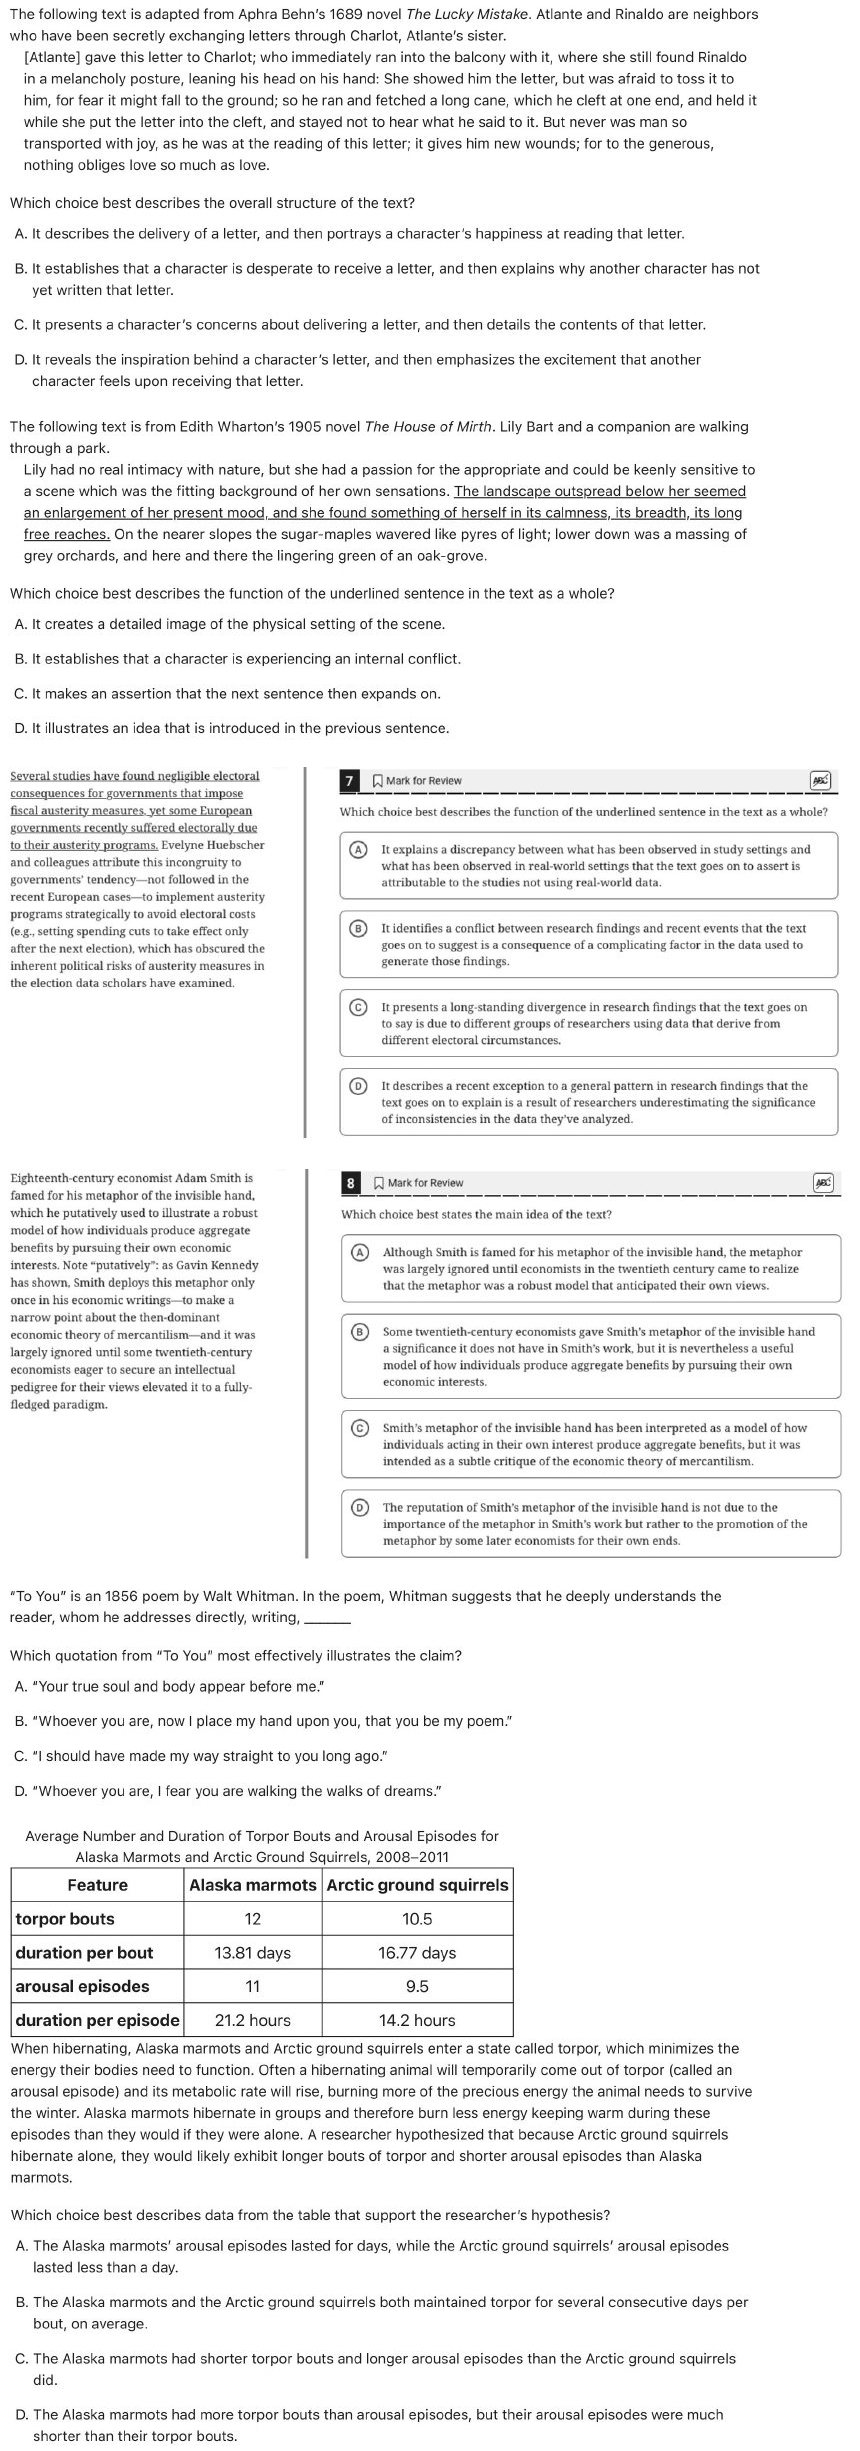 The following text is adapted from Aphra Behn's 1689 novel The Lucky Mistake. Atlante and Rinaldo are neighbors
who have been secretly exchanging letters through Charlot, Atlante's sister.
[Atlante] gave this letter to Charlot; who immediately ran into the balcony with it, where she still found Rinaldo
in a melancholy posture, leaning his head on his hand: She showed him the letter, but was afraid to toss it to
him, for fear it might fall to the ground; so he ran and fetched a long cane, which he cleft at one end, and held it
while she put the letter into the cleft, and stayed not to hear what he said to it. But never was man so
transported with joy, as he was at the reading of this letter; it gives him new wounds; for to the generous,
nothing obliges love so much as love.
Which choice best describes the overall structure of the text?
A. It describes the delivery of a letter, and then portrays a character's happiness at reading that letter.
B. It establishes that a character is desperate to receive a letter, and then explains why another character has not
yet written that letter.
C. It presents a character's concerns about delivering a letter, and then details the contents of that letter.
D. It reveals the inspiration behind a character's letter, and then emphasizes the excitement that another
character feels upon receiving that letter.
The following text is from Edith Wharton's 1905 novel The House of Mirth. Lily Bart and a companion are walking
through a park.
Lily had no real intimacy with nature, but she had a passion for the appropriate and could be keenly sensitive to
a scene which was the fitting background of her own sensations. The landscape outspread below her seemed
an enlargement of her present mood, and she found something of herself in its calmness, its breadth, its long
free reaches. On the nearer slopes the sugar-maples wavered like pyres of light; lower down was a massing of
grey orchards, and here and there the lingering green of an oak-grove.
Which choice best describes the function of the underlined sentence in the text as a whole?
A. It creates a detailed image of the physical setting of the scene.
B. It establishes that a character is experiencing an internal conflict.
C. It makes an assertion that the next sentence then expands on.
D. It illustrates an idea that is introduced in the previous sentence.
Several studies have found negligible electoral
consequences for governments that impose
fiscal austerity measures, yet some European
governments recently suffered electorally due
to their austerity programs. Evelyne Huebscher
and colleagues attribute this incongruity to
governments' tendency—not followed in the
recent European cases—to implement austerity
programs strategically to avoid electoral costs
(e.g., setting spending cuts to take effect only
after the next election), which has obscured the
inherent political risks of austerity measures in
the election data scholars have examined.
7 Mark for Review ABC
Which choice best describes the function of the underlined sentence in the text as a whole?
A It explains a discrepancy between what has been observed in study settings and
what has been observed in real-world settings that the text goes on to assert is
attributable to the studies not using real-world data.
B It identifies a conflict between research findings and recent events that the text
goes on to suggest is a consequence of a complicating factor in the data used to
generate those findings.
C It presents a long-standing divergence in research findings that the text goes on
to say is due to different groups of researchers using data that derive from
different electoral circumstances.
D It describes a recent exception to a general pattern in research findings that the
text goes on to explain is a result of researchers underestimating the significance
of inconsistencies in the data they've analyzed.
Eighteenth-century economist Adam Smith is
famed for his metaphor of the invisible hand,
which he putatively used to illustrate a robust
model of how individuals produce aggregate
benefits by pursuing their own economic
interests. Note "putatively": as Gavin Kennedy
has shown, Smith deploys this metaphor only
once in his economic writings—to make a
narrow point about the then-dominant
economic theory of mercantilism—and it was
largely ignored until some twentieth-century
economists eager to secure an intellectual
pedigree for their views elevated it to a fully-
fledged paradigm.
8 Mark for Review ABC
Which choice best states the main idea of the text?
A Although Smith is famed for his metaphor of the invisible hand, the metaphor
was largely ignored until economists in the twentieth century came to realize
that the metaphor was a robust model that anticipated their own views.
B Some twentieth-century economists gave Smith's metaphor of the invisible hand
a significance it does not have in Smith's work, but it is nevertheless a useful
model of how individuals produce aggregate benefits by pursuing their own
economic interests.
C Smith's metaphor of the invisible hand has been interpreted as a model of how
individuals acting in their own interest produce aggregate benefits, but it was
intended as a subtle critique of the economic theory of mercantilism.
D The reputation of Smith's metaphor of the invisible hand is not due to the
importance of the metaphor in Smith's work but rather to the promotion of the
metaphor by some later economists for their own ends.
"To You" is an 1856 poem by Walt Whitman. In the poem, Whitman suggests that he deeply understands the
reader, whom he addresses directly, writing, ______
Which quotation from "To You" most effectively illustrates the claim?
A. "Your true soul and body appear before me."
B. "Whoever you are, now I place my hand upon you, that you be my poem."
C. "I should have made my way straight to you long ago."
D. "Whoever you are, I fear you are walking the walks of dreams."
Average Number and Duration of Torpor Bouts and Arousal Episodes for
Alaska Marmots and Arctic Ground Squirrels, 2008–2011
Feature Alaska marmots Arctic ground squirrels
torpor bouts 12 10.5
duration per bout 13.81 days 16.77 days
arousal episodes 11 9.5
duration per episode 21.2 hours 14.2 hours
When hibernating, Alaska marmots and Arctic ground squirrels enter a state called torpor, which minimizes the
energy their bodies need to function. Often a hibernating animal will temporarily come out of torpor (called an
arousal episode) and its metabolic rate will rise, burning more of the precious energy the animal needs to survive
the winter. Alaska marmots hibernate in groups and therefore burn less energy keeping warm during these
episodes than they would if they were alone. A researcher hypothesized that because Arctic ground squirrels
hibernate alone, they would likely exhibit longer bouts of torpor and shorter arousal episodes than Alaska
marmots.
Which choice best describes data from the table that support the researcher's hypothesis?
A. The Alaska marmots' arousal episodes lasted for days, while the Arctic ground squirrels' arousal episodes
lasted less than a day.
B. The Alaska marmots and the Arctic ground squirrels both maintained torpor for several consecutive days per
bout, on average.
C. The Alaska marmots had shorter torpor bouts and longer arousal episodes than the Arctic ground squirrels
did.
D. The Alaska marmots had more torpor bouts than arousal episodes, but their arousal episodes were much
shorter than their torpor bouts.